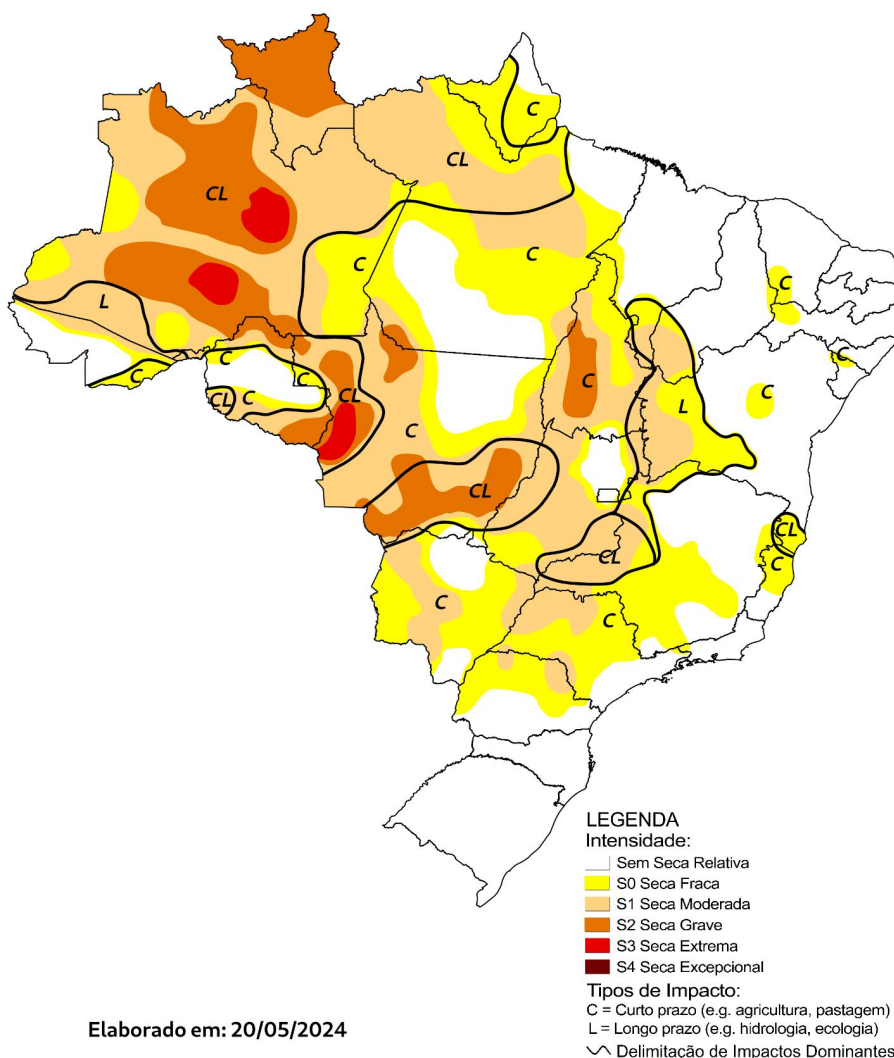 C
C
CL
CL
C
L
C
C
C
C
CL
CL
C
C
C
L
C
CL
C
CL
CL
C
C
C
LEGENDA
Intensidade:
Sem Seca Relativa
S0 Seca Fraca
S1 Seca Moderada
S2 Seca Grave
S3 Seca Extrema
S4 Seca Excepcional
Tipos de Impacto:
C = Curto prazo (e.g. agricultura, pastagem)
L = Longo prazo (e.g. hidrologia, ecologia)
Delimitação de Impactos Dominantes
Elaborado em: 20/05/2024